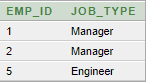 EMP_ID JOB_TYPE
1 Manager
2 Manager
5 Engineer